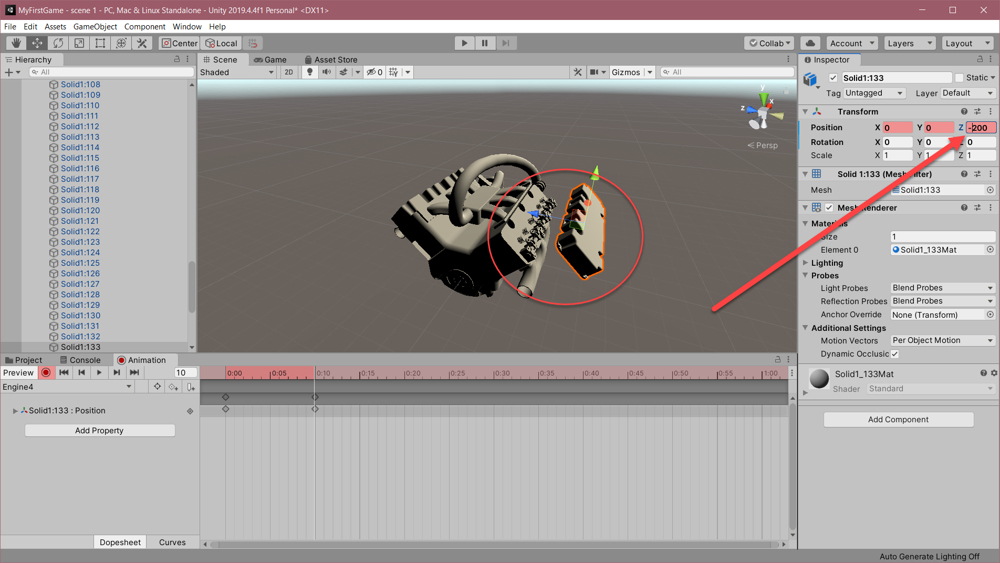 MyFirstGame - scene 1 - PC, Mac & Linux Standalone - Unity 2019.4.4f1 Personal* <DX11>
File Edit Assets GameObject Component Window Help
Center Local Collab Account Layers Layout
Hierarchy
All
Solid1:108
Solid1:109
Solid1:110
Solid1:111
Solid1:112
Solid1:113
Solid1:114
Solid1:115
Solid1:116
Solid1:117
Solid1:118
Solid1:119
Solid1:120
Solid1:121
Solid1:122
Solid1:123
Solid1:124
Solid1:125
Solid1:126
Solid1:127
Solid1:128
Solid1:129
Solid1:130
Solid1:131
Solid1:132
Solid1:133
Scene Game Asset Store
Shaded 2D 0 Gizmos All
y
x
z
Persp
Inspector
Solid1:133 Static
Tag Untagged Layer Default
Transform
Position X 0 Y 0 Z -200
Rotation X 0 Y 0 0
Scale X 1 Y 1 Z 1
Solid 1:133 (Mesh
Mesh Solid1:133
Mesh Renderer
Materials
Size 1
Element 0 Solid1_133Mat
Lighting
Probes
Light Probes Blend Probes
Reflection Probes Blend Probes
Anchor Override None (Transform)
Additional Settings
Motion Vectors Per Object Motion
Dynamic Occlusic
Solid1_133Mat
Shader Standard
Add Component
Project Console Animation
Preview 10
Engine4
0:00 0:05 0:10 0:15 0:20 0:25 0:30 0:35 0:40 0:45 0:50 0:55 1:00
Solid1:133 : Position
Add Property
Dopesheet Curves
Auto Generate Lighting Off